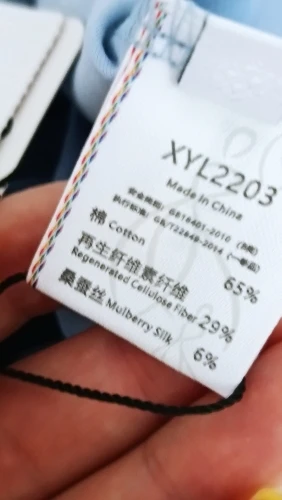 XYL2203
Made In China
安全类别: GB18401-2010 (B类)
执行标准: GB/T22849-2014 (一等品)
棉 Cotton 65%
再生纤维素纤维
Regenerated Cellulose Fiber 29%
桑蚕丝 Mulberry Silk 6%